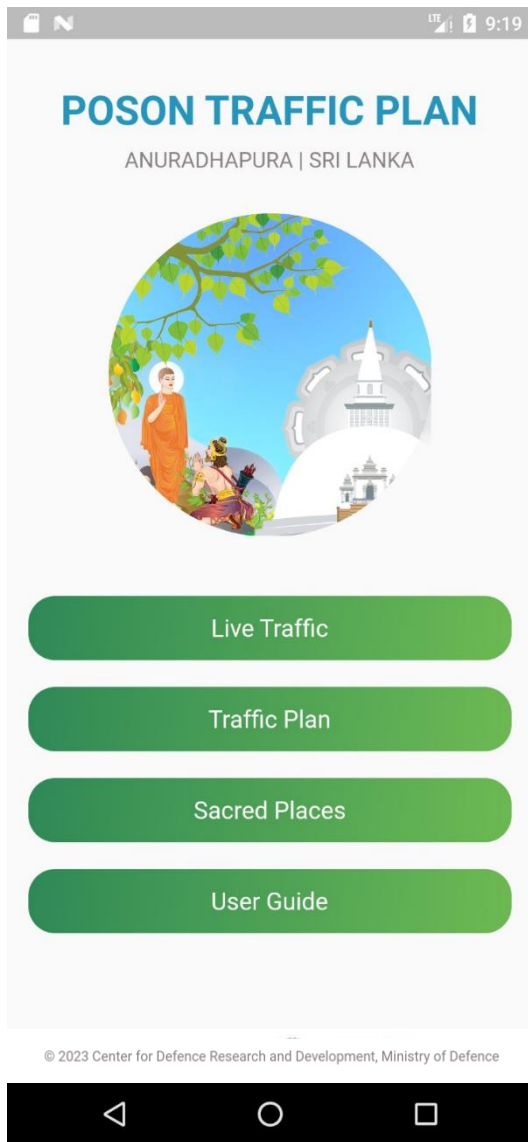 LTE 9:19
POSON TRAFFIC PLAN
ANURADHAPURA | SRI LANKA
Live Traffic
Traffic Plan
Sacred Places
User Guide
© 2023 Center for Defence Research and Development, Ministry of Defence